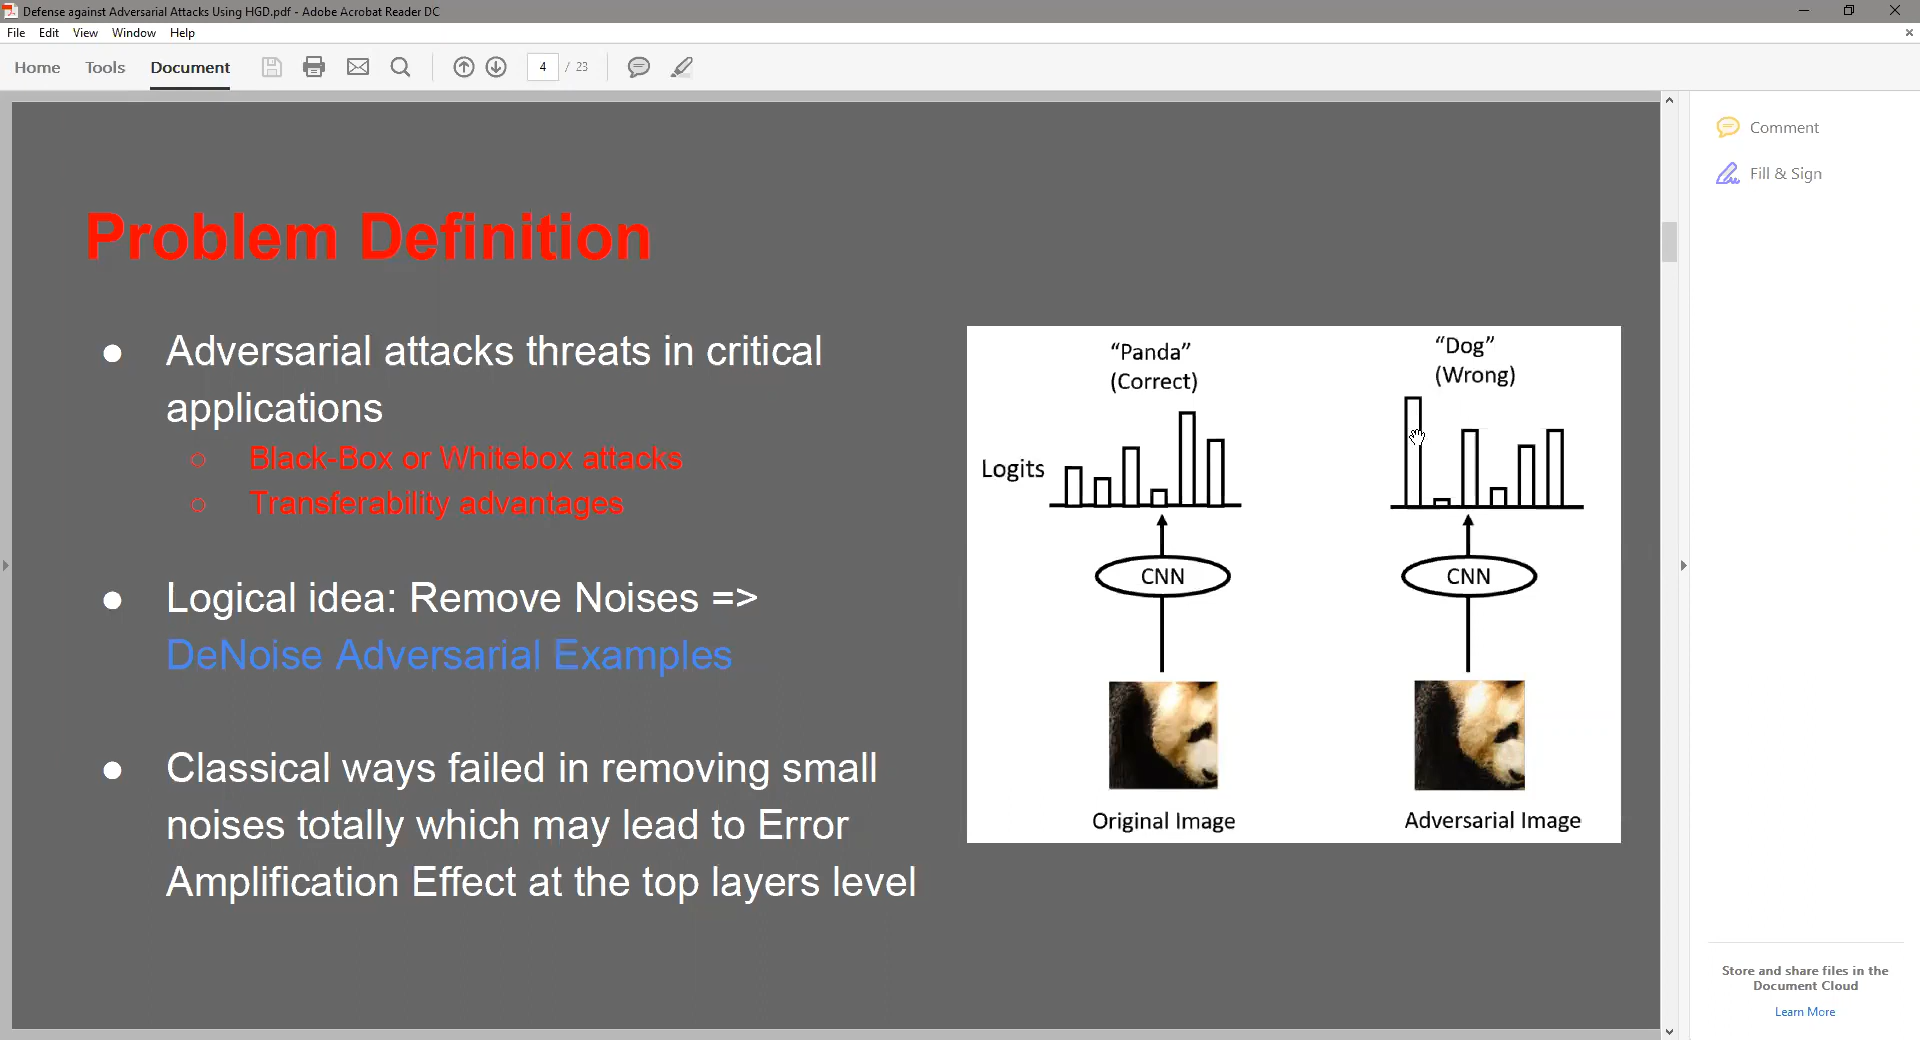 Defense against Adversarial Attacks Using HGD.pdf - Adobe Acrobat Reader DC
File Edit View Window Help
Home Tools Document 4 / 23
Comment
Fill & Sign
Problem Definition
● Adversarial attacks threats in critical
applications
○ Black-Box or Whitebox attacks
○ Transferability advantages
● Logical idea: Remove Noises =>
DeNoise Adversarial Examples
● Classical ways failed in removing small
noises totally which may lead to Error
Amplification Effect at the top layers level
“Panda”
(Correct)
“Dog”
(Wrong)
Logits
CNN
CNN
Original Image
Adversarial Image
Store and share files in the
Document Cloud
Learn More